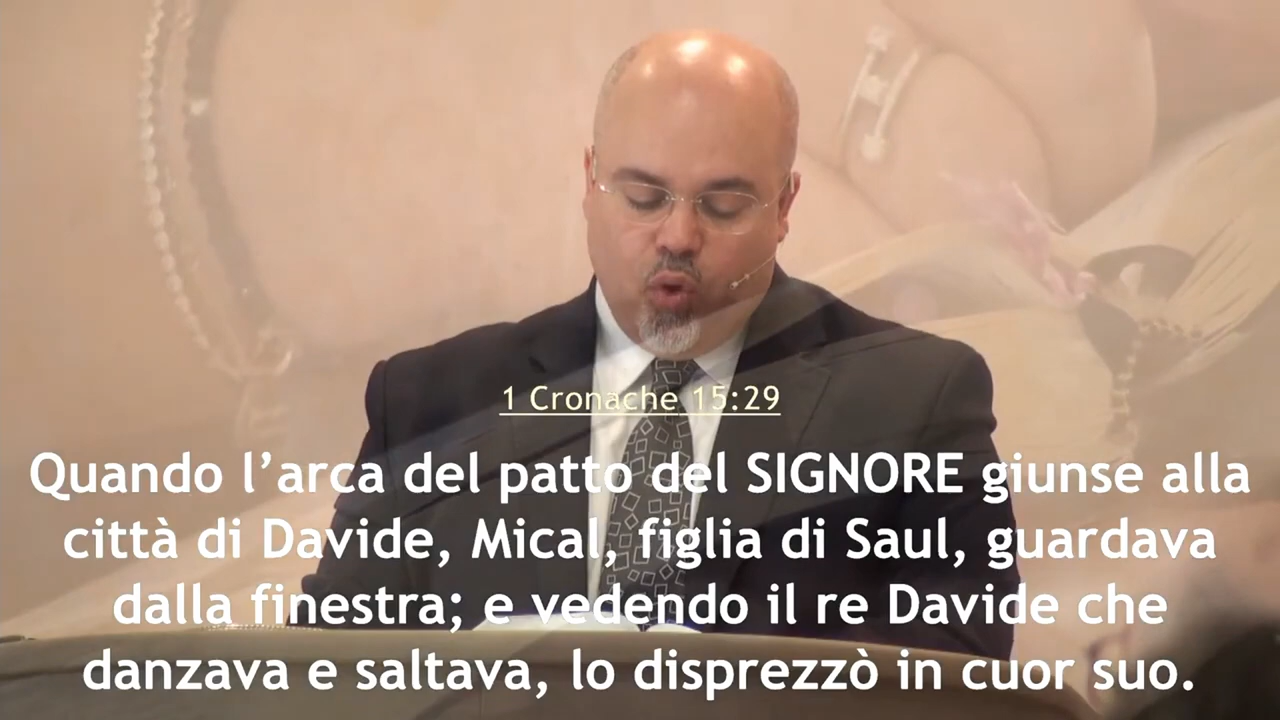 1 Cronache 15:29
Quando l’arca del patto del SIGNORE giunse alla
città di Davide, Mical, figlia di Saul, guardava
dalla finestra; e vedendo il re Davide che
danzava e saltava, lo disprezzò in cuor suo.